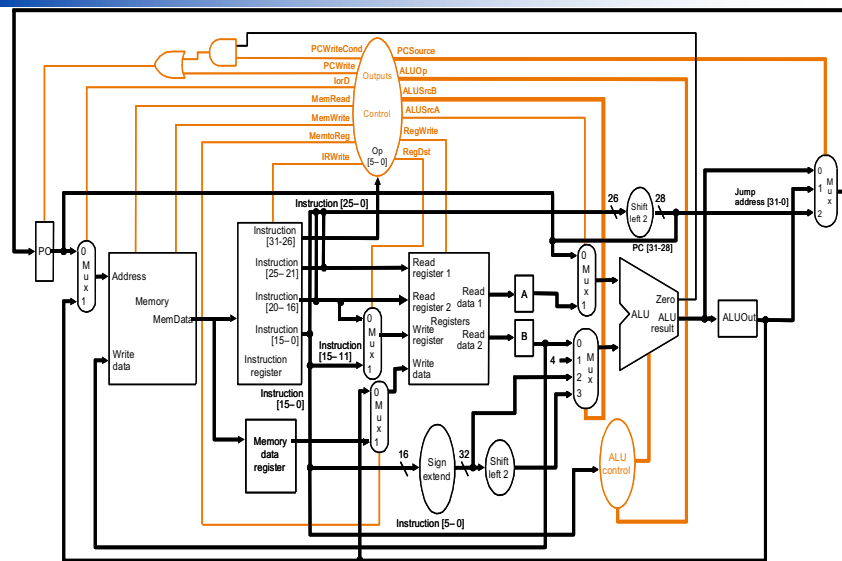 PCWriteCond
PCWrite
IorD
MemRead
MemWrite
MemtoReg
IRWrite
Outputs
Control
Op
[5–0]
PCSource
ALUOp
ALUSrcB
ALUSrcA
RegWrite
RegDst
Instruction [25–0]
26
Shift
left 2
28
Jump
address [31-0]
PC [31-28]
0
1
2
M
u
x
PC
0
M
u
x
1
Address
Memory
MemData
Write
data
Instruction
[31-26]
Instruction
[25–21]
Instruction
[20–16]
Instruction
[15–0]
Instruction
register
Instruction
[15–11]
Instruction
[15–0]
0
M
u
x
1
0
M
u
x
1
Read
register 1
Read
register 2
Write
register
Write
data
Registers
Read
data 1
Read
data 2
A
B
0
M
u
x
1
4
0
1
2
3
M
u
x
Zero
ALU
ALU
result
ALUOut
Memory
data
register
16
Sign
extend
32
Shift
left 2
ALU
control
Instruction [5–0]